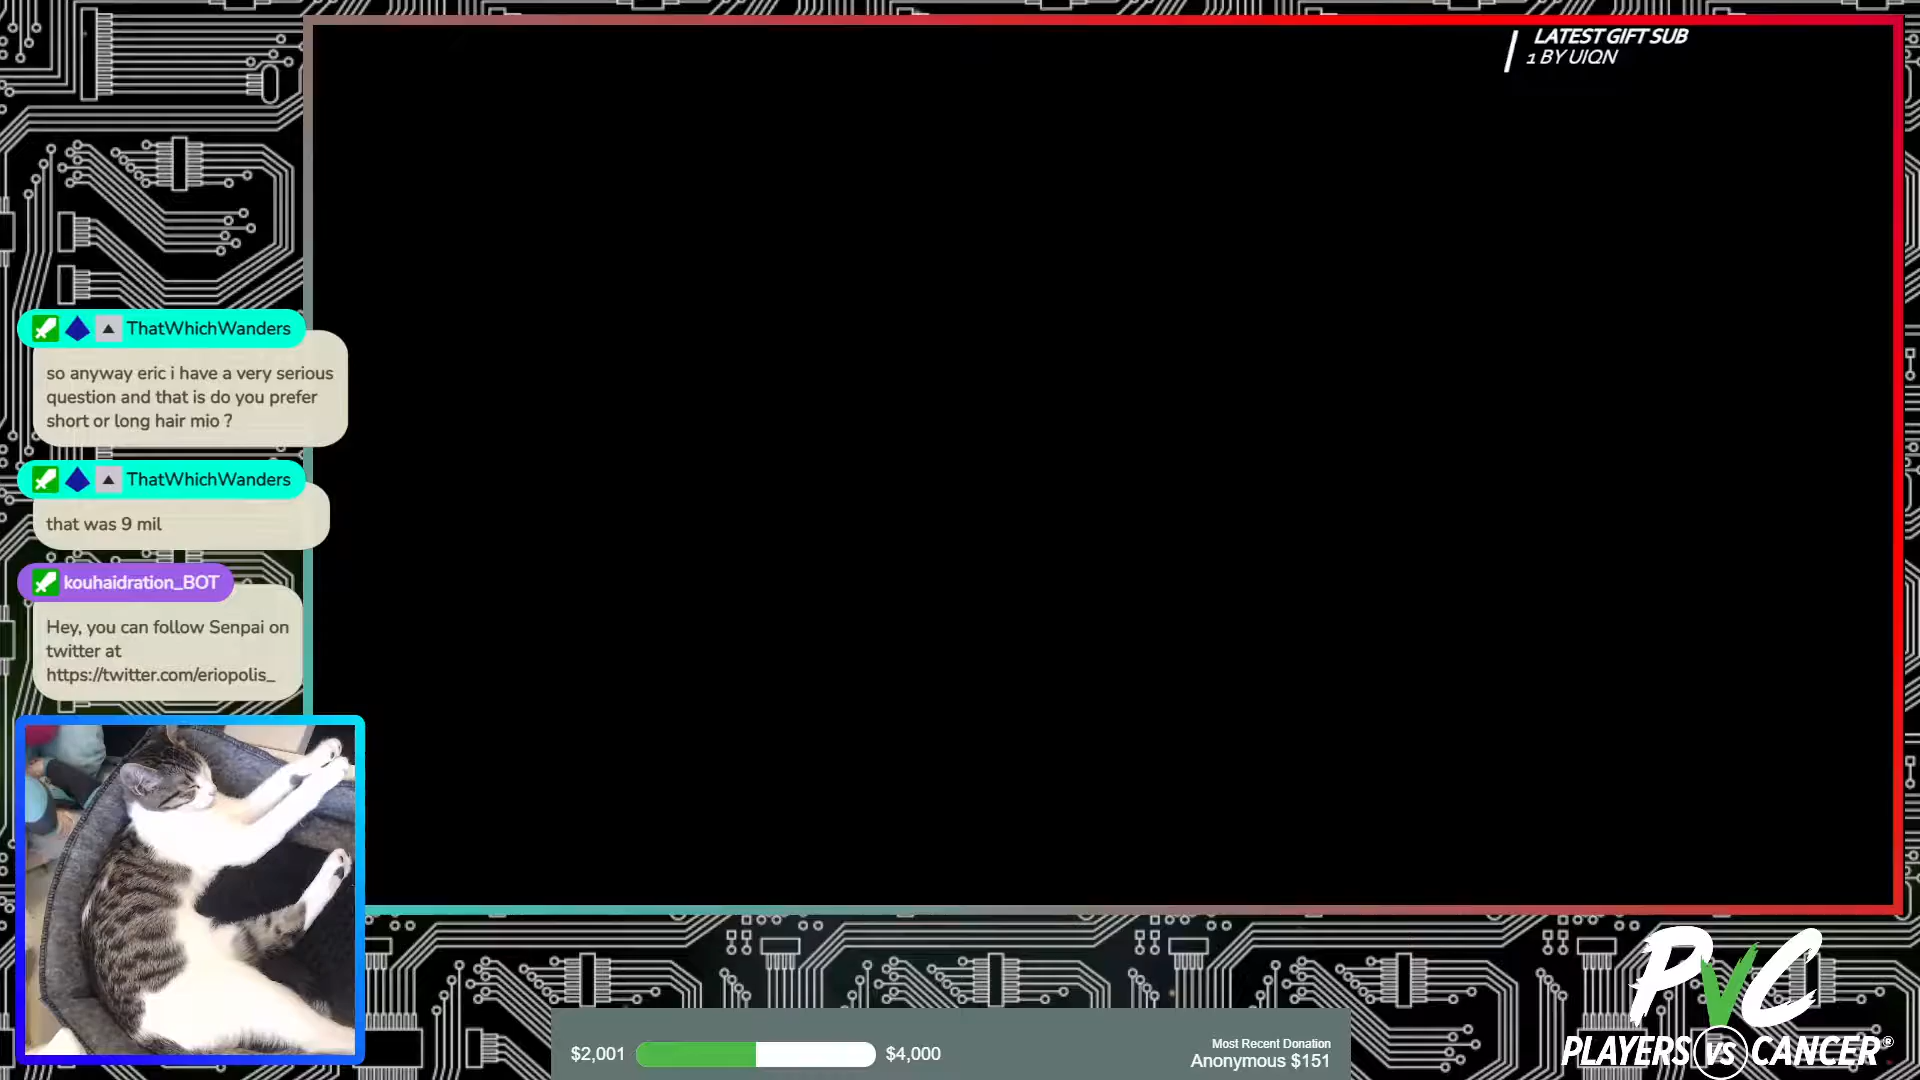 LATEST GIFT SUB
1 BY UIQN
ThatWhichWanders
so anyway eric i have a very serious
question and that is do you prefer
short or long hair mio ?
ThatWhichWanders
that was 9 mil
kouhaidration_BOT
Hey, you can follow Senpai on
twitter at
https://twitter.com/eriopolis_
$2,001
$4,000
Most Recent Donation
Anonymous $151
PVC
PLAYERS VS CANCER®